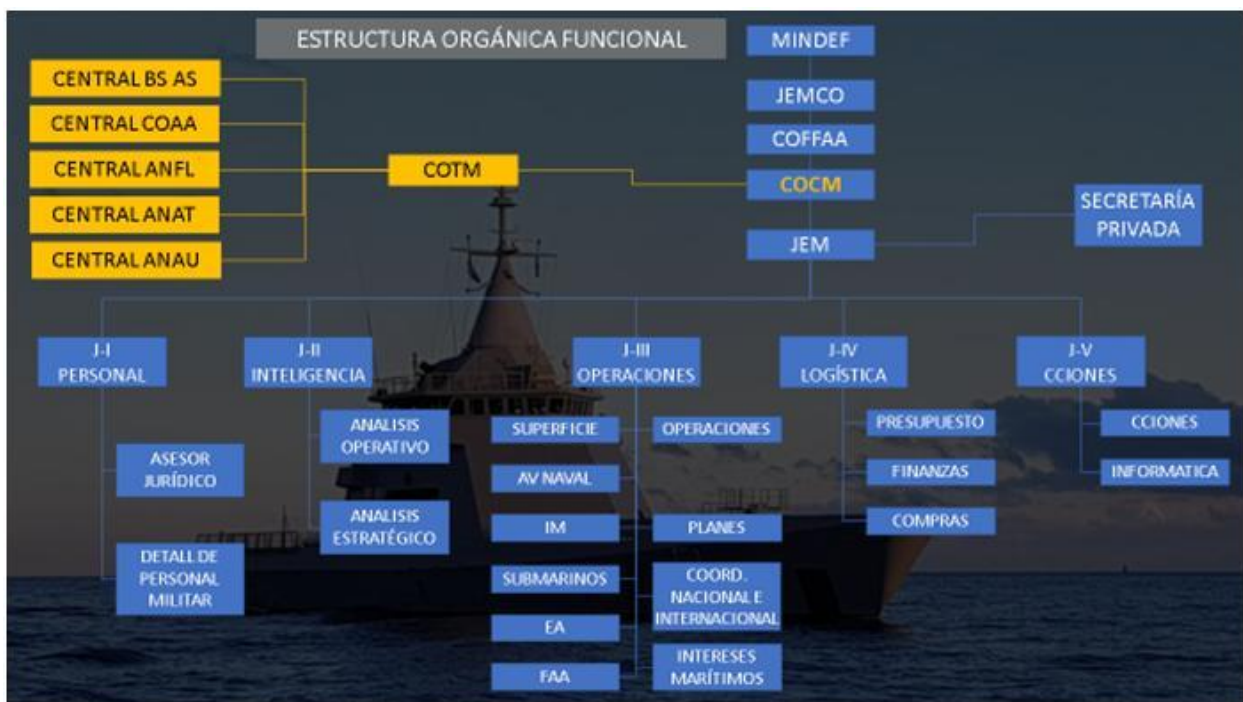 ESTRUCTURA ORGÁNICA FUNCIONAL
MINDEF
JEMCO
COFFAA
COCM
JEM
SECRETARÍA
PRIVADA
CENTRAL BS AS
CENTRAL COAA
CENTRAL ANFL
CENTRAL ANAT
CENTRAL ANAU
COTM
J-I
PERSONAL
ASESOR
JURÍDICO
DETALL DE
PERSONAL
MILITAR
J-II
INTELIGENCIA
ANALISIS
OPERATIVO
ANALISIS
ESTRATÉGICO
J-III
OPERACIONES
SUPERFICIE
AV NAVAL
IM
SUBMARINOS
EA
FAA
OPERACIONES
PLANES
COORD.
NACIONAL E
INTERNACIONAL
INTERESES
MARÍTIMOS
J-IV
LOGÍSTICA
PRESUPUESTO
FINANZAS
COMPRAS
J-V
CCIONES
CCIONES
INFORMATICA